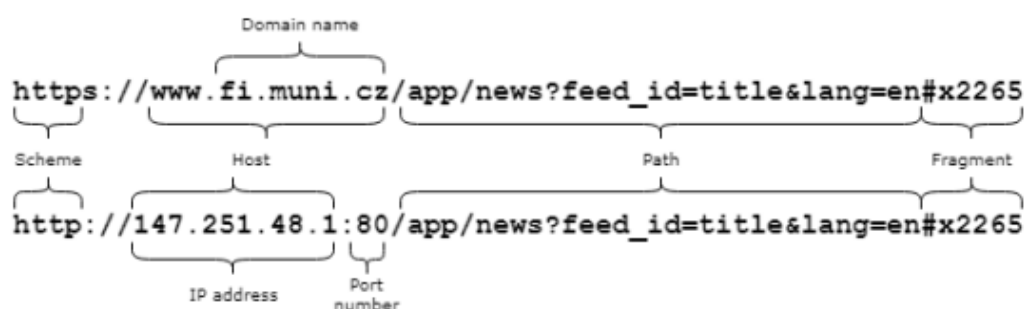 Domain name
https://www.fi.muni.cz/app/news?feed_id=title&lang=en#x2265
Scheme Host Path Fragment
http://147.251.48.1:80/app/news?feed_id=title&lang=en#x2265
IP address Port
number